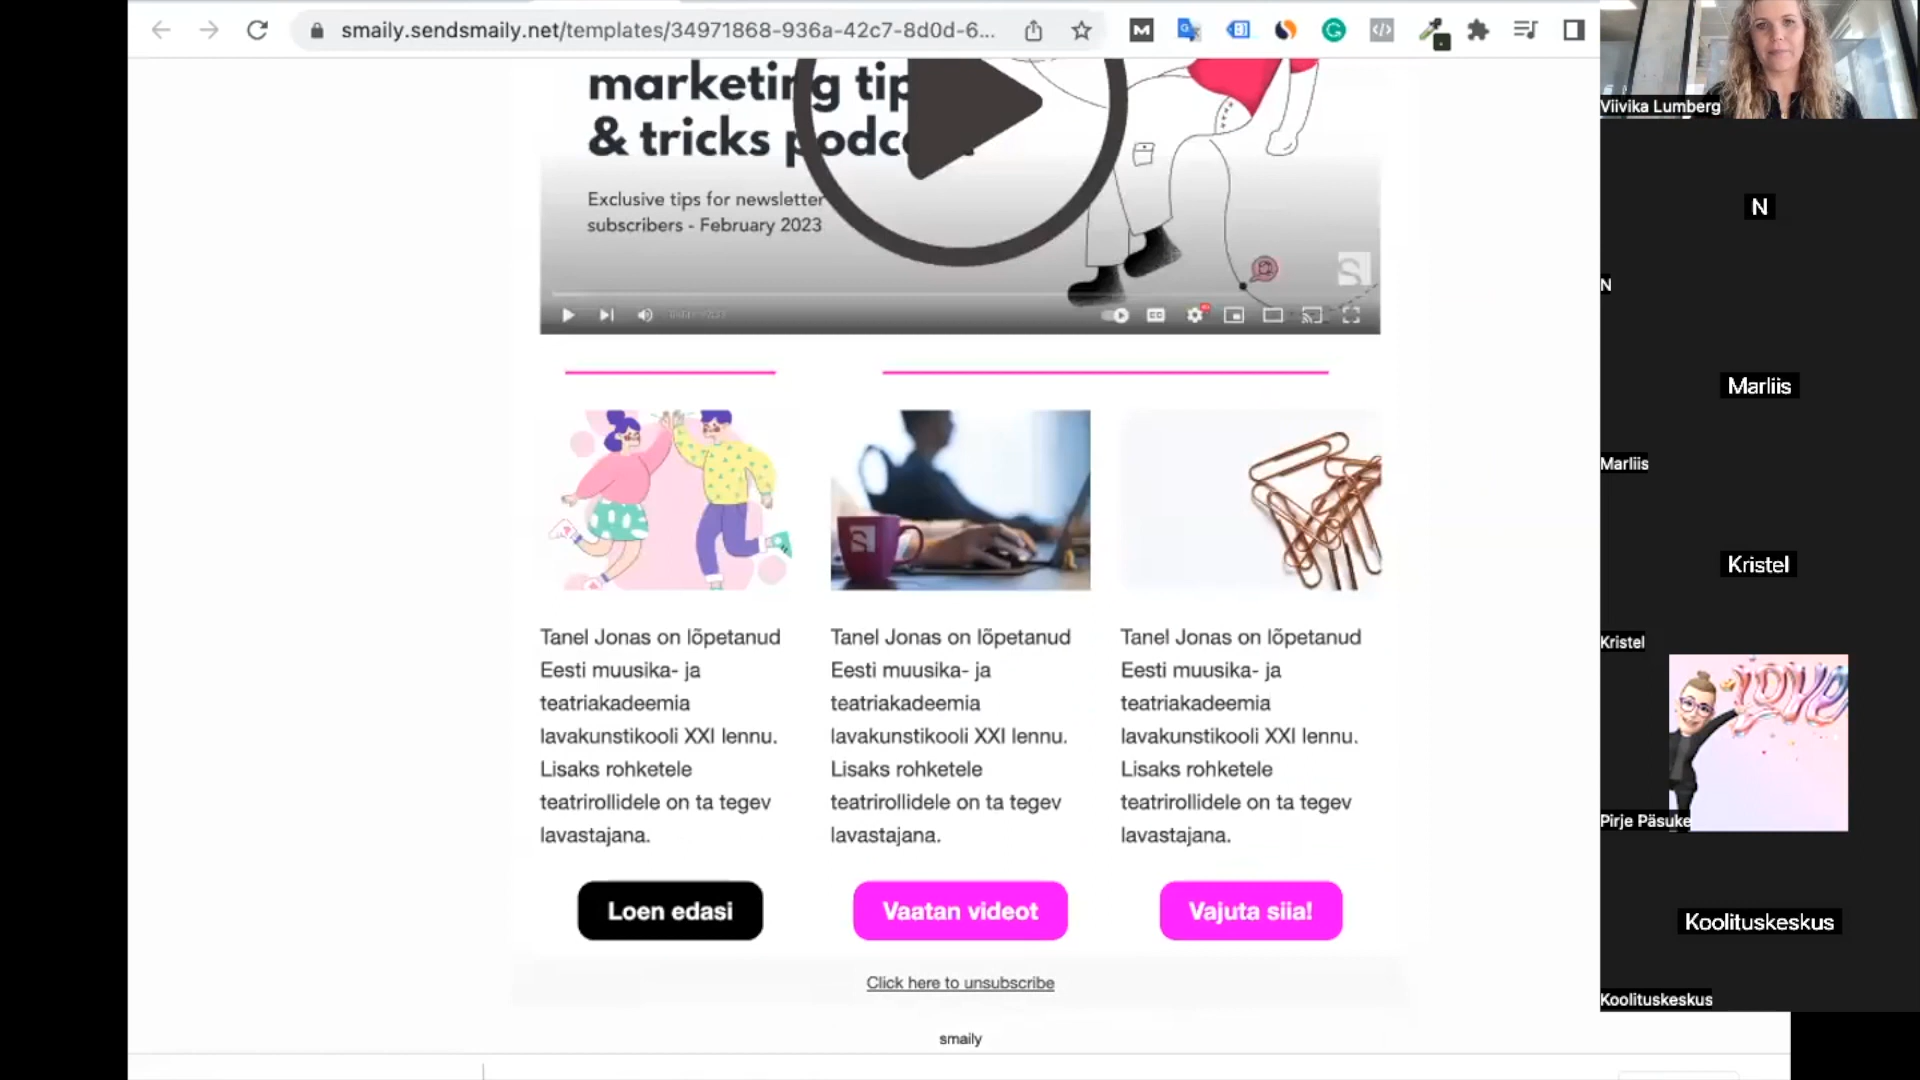 smaily.sendsmaily.net/templates/34971868-936a-42c7-8d0d-6...
marketing tip
& tricks podc
Exclusive tips for newsletter
subscribers - February 2023
S
CC
S
Tanel Jonas on lõpetanud
Eesti muusika- ja
teatriakadeemia
lavakunstikooli XXI lennu.
Lisaks rohketele
teatrirollidele on ta tegev
lavastajana.
Loen edasi
Tanel Jonas on lõpetanud
Eesti muusika- ja
teatriakadeemia
lavakunstikooli XXI lennu.
Lisaks rohketele
teatrirollidele on ta tegev
lavastajana.
Vaatan videot
Tanel Jonas on lõpetanud
Eesti muusika- ja
teatriakadeemia
lavakunstikooli XXI lennu.
Lisaks rohketele
teatrirollidele on ta tegev
lavastajana.
Vajuta siia!
Click here to unsubscribe
smaily
Viivika Lumberg
N
N
Marliis
Marliis
Kristel
Kristel
Pirje Päsuke
Koolituskeskus
Koolituskeskus